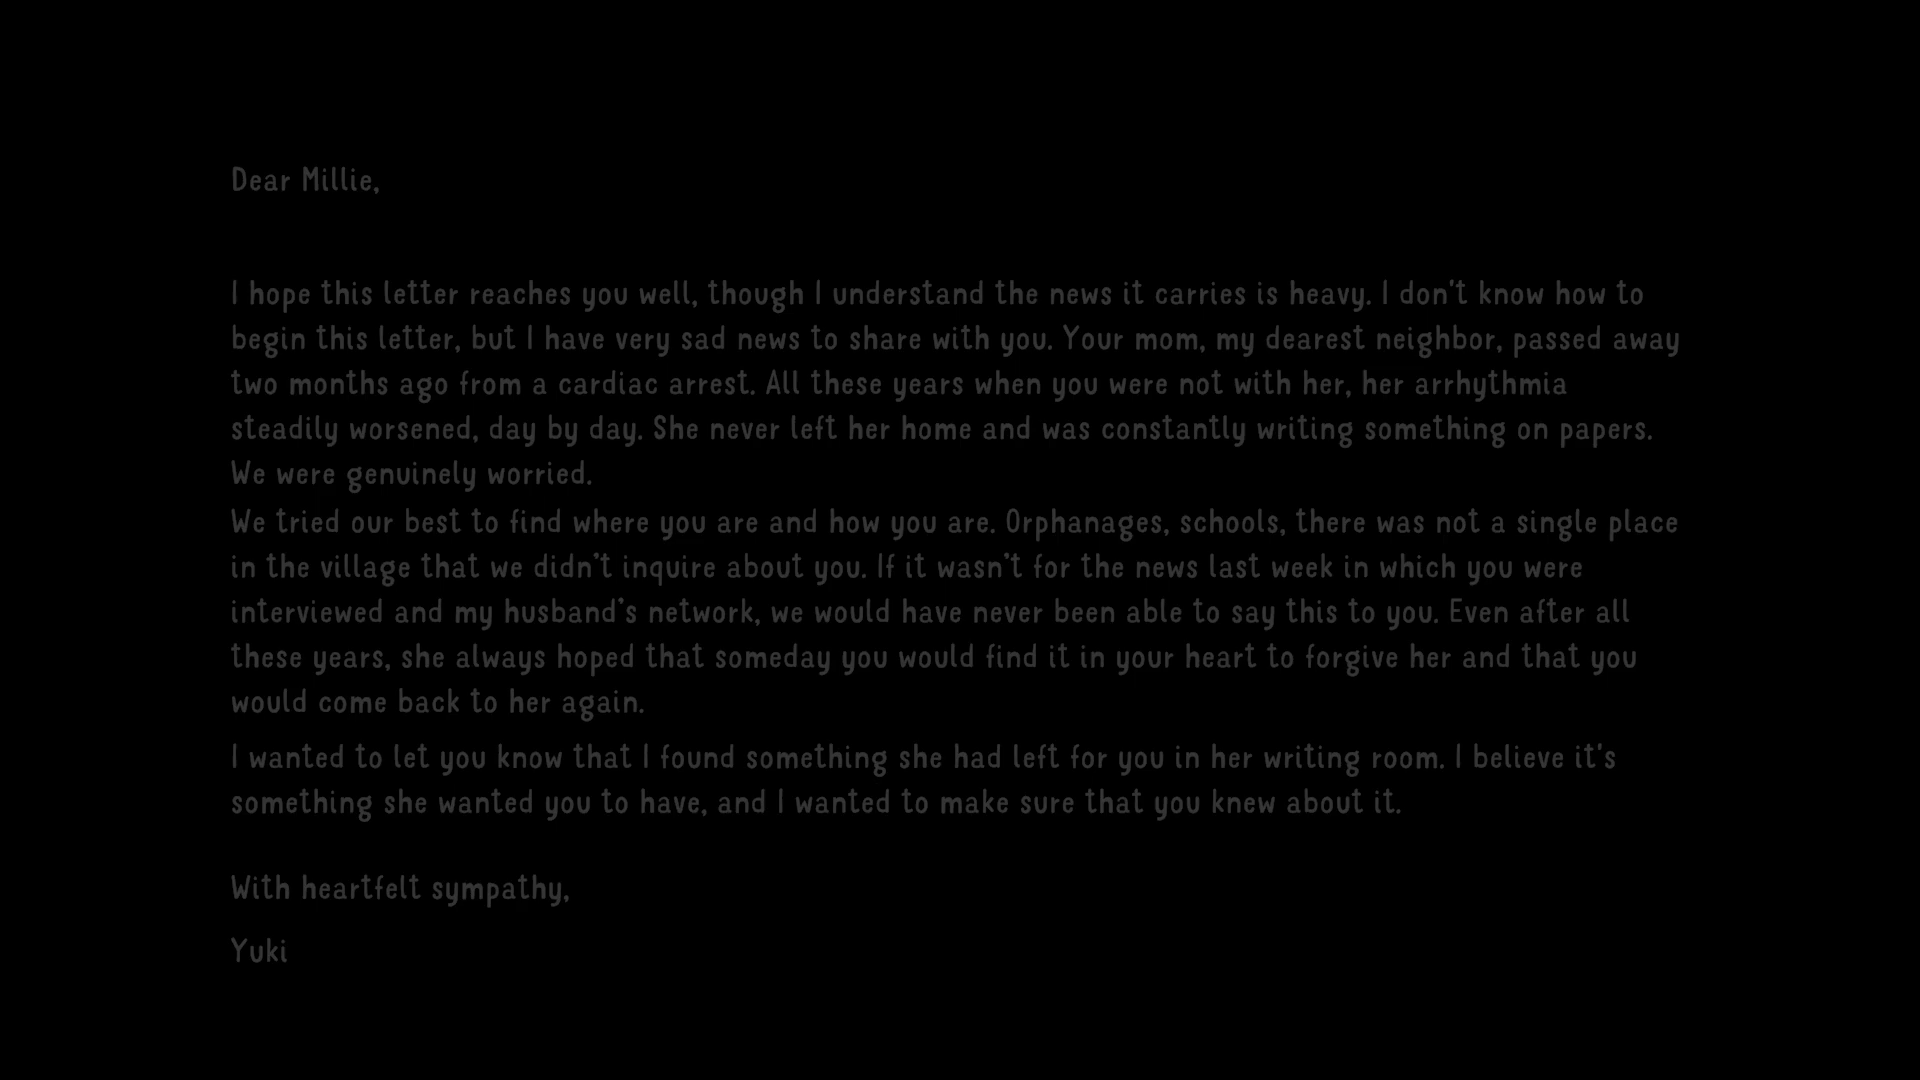 Dear Millie,
I hope this letter reaches you well, though I understand the news it carries is heavy. I don't know how to
begin this letter, but I have very sad news to share with you. Your mom, my dearest neighbor, passed away
two months ago from a cardiac arrest. All these years when you were not with her, her arrhythmia
steadily worsened, day by day. She never left her home and was constantly writing something on papers.
We were genuinely worried.
We tried our best to find where you are and how you are. Orphanages, schools, there was not a single place
in the village that we didn't inquire about you. If it wasn't for the news last week in which you were
interviewed and my husband's network, we would have never been able to say this to you. Even after all
these years, she always hoped that someday you would find it in your heart to forgive her and that you
would come back to her again.
I wanted to let you know that I found something she had left for you in her writing room. I believe it's
something she wanted you to have, and I wanted to make sure that you knew about it.
With heartfelt sympathy,
Yuki